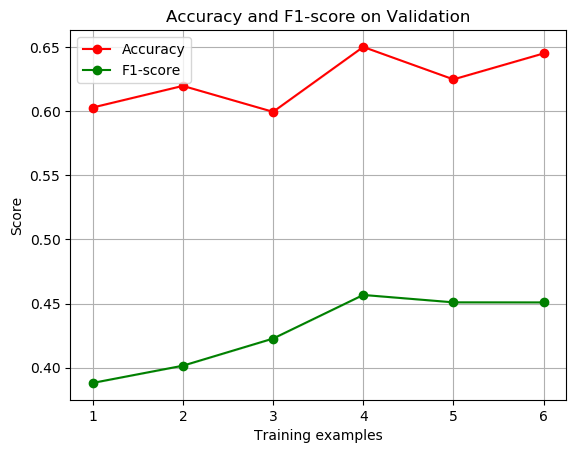 Accuracy and F1-score on Validation
Accuracy
F1-score
0.65
0.60
0.55
0.50
0.45
0.40
Score
1 2 3 4 5 6
Training examples